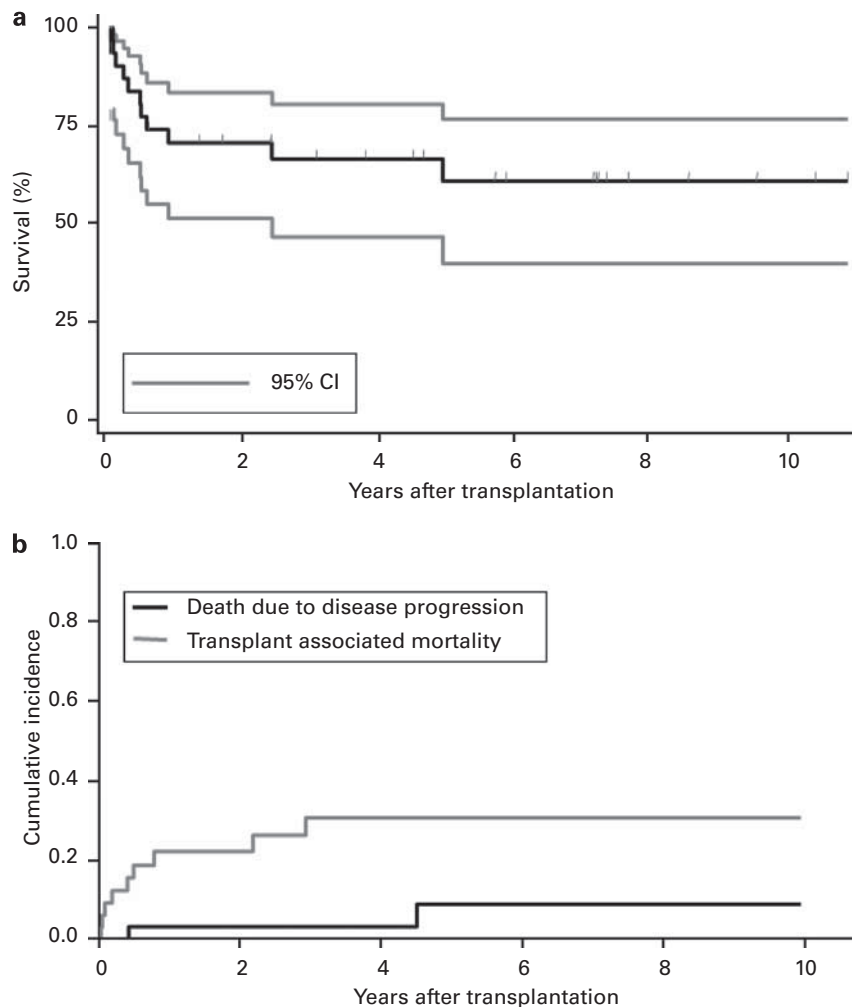 a
100
75
50
25
0
Survival (%)
95% CI
0 2 4 6 8 10
Years after transplantation
b
1.0
0.8
0.6
0.4
0.2
0.0
Cumulative incidence
Death due to disease progression
Transplant associated mortality
0 2 4 6 8 10
Years after transplantation